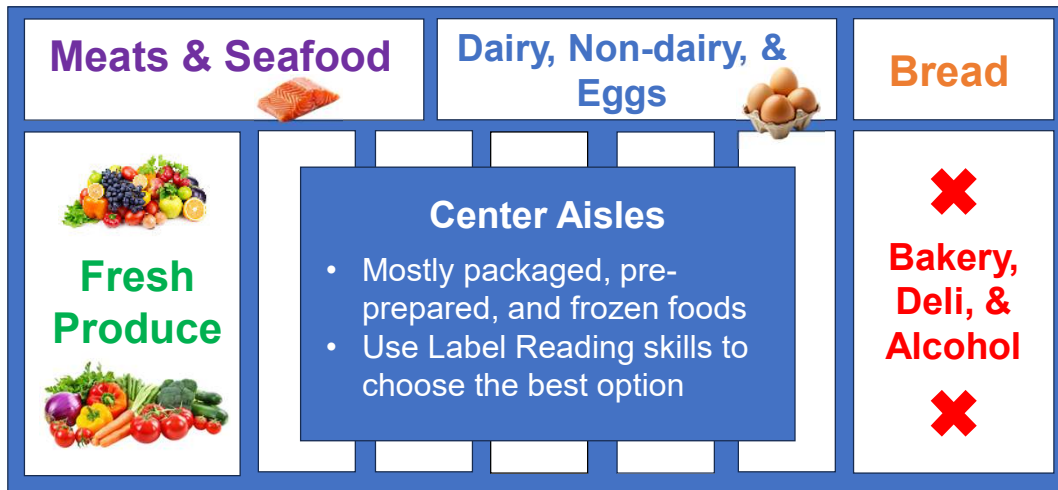 Meats & Seafood
Dairy, Non-dairy, &
Eggs
Bread
Fresh
Produce
Center Aisles
• Mostly packaged, pre-
prepared, and frozen foods
• Use Label Reading skills to
choose the best option
Bakery,
Deli, &
Alcohol